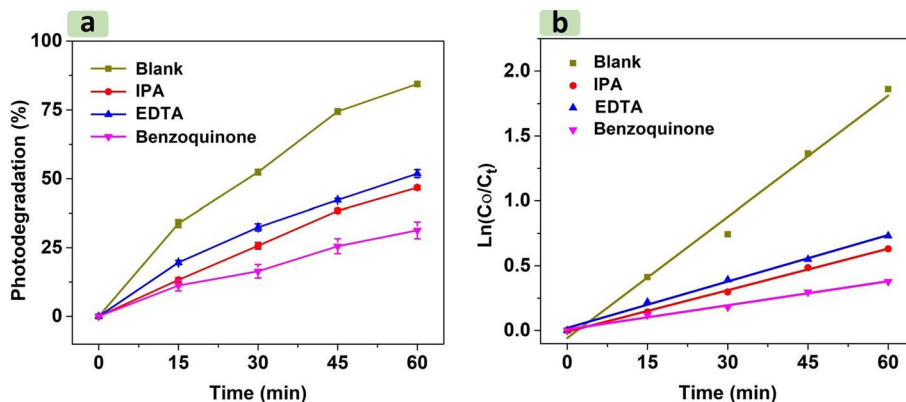 a
100
75
50
25
0
Photodegradation (%)
Blank
IPA
EDTA
Benzoquinone
0 15 30 45 60
Time (min)
b
2.0
1.5
1.0
0.5
0.0
Ln(Co/Ct)
Blank
IPA
EDTA
Benzoquinone
0 15 30 45 60
Time (min)